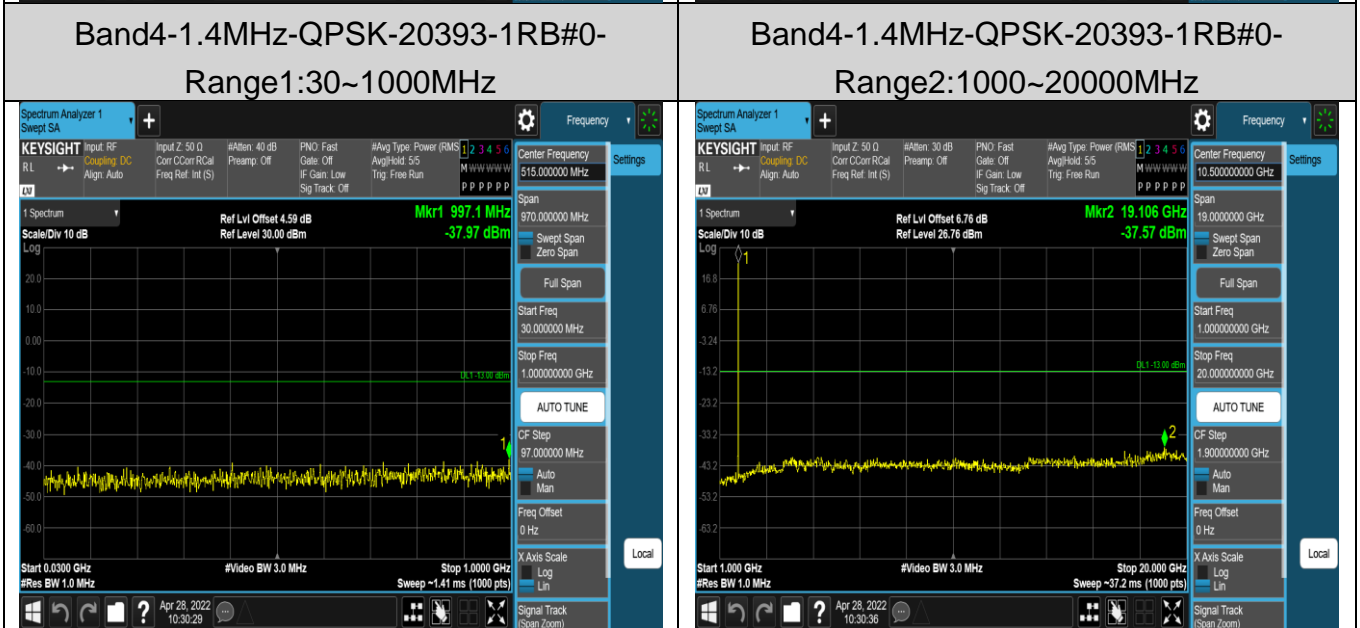 Band4-1.4MHz-QPSK-20393-1RB#0-
Range1:30~1000MHz
Spectrum Analyzer 1
Swept SA
+
Frequency
KEYSIGHT
RL
Input: RF
Coupling: DC
Align: Auto
Input Z: 50 Ω
Corr CCorr RCal
Freq Ref: Int (S)
#Atten: 40 dB
Preamp: Off
PNO: Fast
Gate: Off
IF Gain: Low
Sig Track: Off
#Avg Type: Power (RMS
Avg|Hold: 5/5
Trig: Free Run
1 2 3 4 5 6
M W W W W W
P P P P P P
Center Frequency
515.000000 MHz
Settings
1 Spectrum
Scale/Div 10 dB
Log
Ref Lvl Offset 4.59 dB
Ref Level 30.00 dBm
Mkr1 997.1 MHz
-37.97 dBm
Span
970.000000 MHz
Swept Span
Zero Span
20.0
10.0
0.00
-10.0
-20.0
-30.0
-40.0
-50.0
-60.0
DL1 -13.00 dBm
1
Full Span
Start Freq
30.000000 MHz
Stop Freq
1.000000000 GHz
AUTO TUNE
CF Step
97.000000 MHz
Auto
Man
Freq Offset
0 Hz
X Axis Scale
Log
Lin
Local
Start 0.0300 GHz
#Res BW 1.0 MHz
#Video BW 3.0 MHz
Stop 1.0000 GHz
Sweep ~1.41 ms (1000 pts)
?
Apr 28, 2022
10:30:29
Signal Track
(Span Zoom)
Band4-1.4MHz-QPSK-20393-1RB#0-
Range2:1000~20000MHz
Spectrum Analyzer 1
Swept SA
+
Frequency
KEYSIGHT
RL
Input: RF
Coupling: DC
Align: Auto
Input Z: 50 Ω
Corr CCorr RCal
Freq Ref: Int (S)
#Atten: 30 dB
Preamp: Off
PNO: Fast
Gate: Off
IF Gain: Low
Sig Track: Off
#Avg Type: Power (RMS
Avg|Hold: 5/5
Trig: Free Run
1 2 3 4 5 6
M W W W W W
P P P P P P
Center Frequency
10.500000000 GHz
Settings
1 Spectrum
Scale/Div 10 dB
Log
Ref Lvl Offset 6.76 dB
Ref Level 26.76 dBm
Mkr2 19.106 GHz
-37.57 dBm
Span
19.0000000 GHz
Swept Span
Zero Span
1
16.8
6.76
-3.24
-13.2
-23.2
-33.2
-43.2
-53.2
-63.2
DL1 -13.00 dBm
2
Full Span
Start Freq
1.000000000 GHz
Stop Freq
20.000000000 GHz
AUTO TUNE
CF Step
1.900000000 GHz
Auto
Man
Freq Offset
0 Hz
X Axis Scale
Log
Lin
Local
Start 1.000 GHz
#Res BW 1.0 MHz
#Video BW 3.0 MHz
Stop 20.000 GHz
Sweep ~37.2 ms (1000 pts)
?
Apr 28, 2022
10:30:36
Signal Track
(Span Zoom)